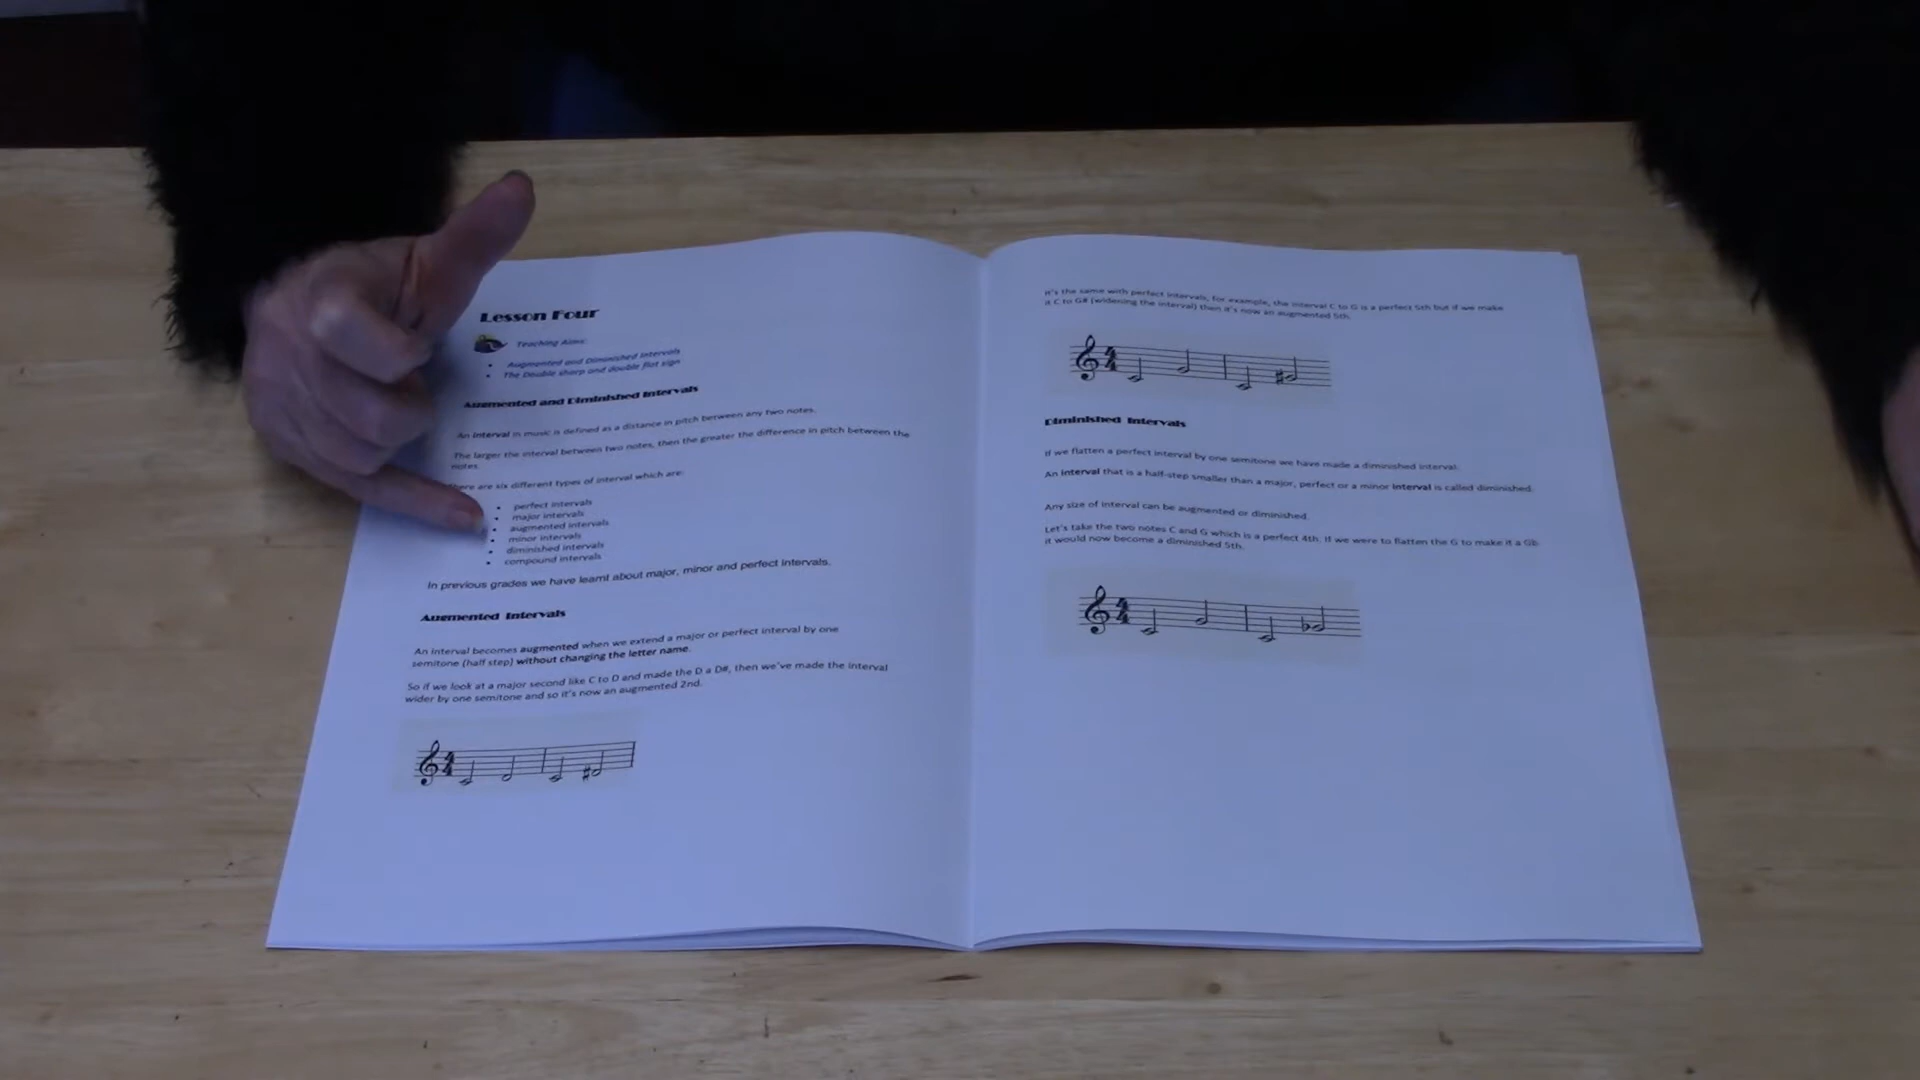 Lesson Four
Teaching Aims:
• Augmented and Diminished Intervals
• The Double sharp and double flat sign
Augmented and Diminished Intervals
An interval in music is defined as a distance in pitch between any two notes.
The larger the interval between two notes, then the greater the difference in pitch between the
notes.
There are six different types of interval which are:
• perfect intervals
• major intervals
• augmented intervals
• minor intervals
• diminished intervals
• compound intervals
In previous grades we have learnt about major, minor and perfect intervals.
Augmented Intervals
An interval becomes augmented when we extend a major or perfect interval by one
semitone (half step) without changing the letter name.
So if we look at a major second like C to D and made the D a D#, then we've made the interval
wider by one semitone and so it's now an augmented 2nd.
It's the same with perfect intervals, for example, the interval C to G is a perfect 5th but if we make
it C to G# (widening the interval) then it's now an augmented 5th.
Diminished Intervals
If we flatten a perfect interval by one semitone we have made a diminished interval.
An interval that is a half-step smaller than a major, perfect or a minor interval is called diminished.
Any size of interval can be augmented or diminished.
Let's take the two notes C and G which is a perfect 4th. If we were to flatten the G to make it a Gb
it would now become a diminished 5th.